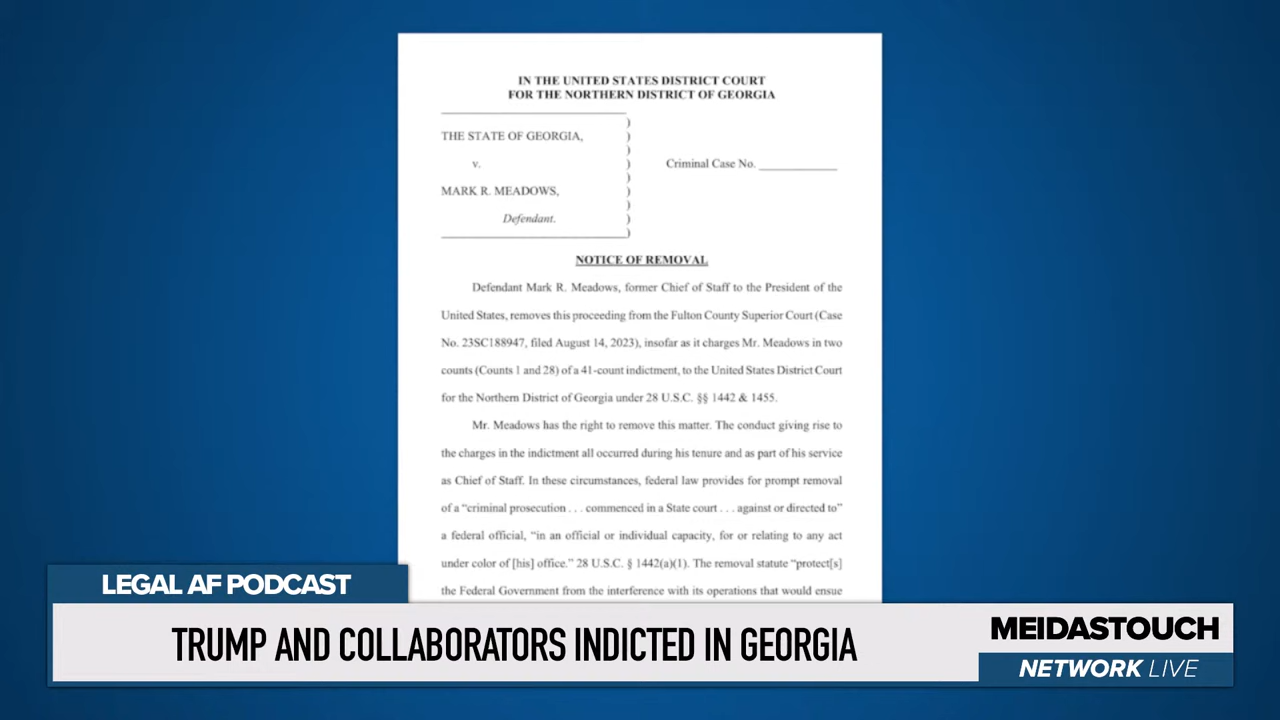 IN THE UNITED STATES DISTRICT COURT
FOR THE NORTHERN DISTRICT OF GEORGIA
THE STATE OF GEORGIA,
v.
MARK R. MEADOWS,
Defendant.
)
)
)
)
)
)
)
)
)
Criminal Case No. ____________
NOTICE OF REMOVAL
Defendant Mark R. Meadows, former Chief of Staff to the President of the
United States, removes this proceeding from the Fulton County Superior Court (Case
No. 23SC188947, filed August 14, 2023), insofar as it charges Mr. Meadows in two
counts (Counts 1 and 28) of a 41-count indictment, to the United States District Court
for the Northern District of Georgia under 28 U.S.C. §§ 1442 & 1455.
Mr. Meadows has the right to remove this matter. The conduct giving rise to
the charges in the indictment all occurred during his tenure and as part of his service
as Chief of Staff. In these circumstances, federal law provides for prompt removal
of a “criminal prosecution . . . commenced in a State court . . . against or directed to”
a federal official, “in an official or individual capacity, for or relating to any act
under color of [his] office.” 28 U.S.C. § 1442(a)(1). The removal statute “protect[s]
the Federal Government from the interference with its operations that would ensue
LEGAL AF PODCAST
TRUMP AND COLLABORATORS INDICTED IN GEORGIA
MEIDASTOUCH
NETWORK LIVE